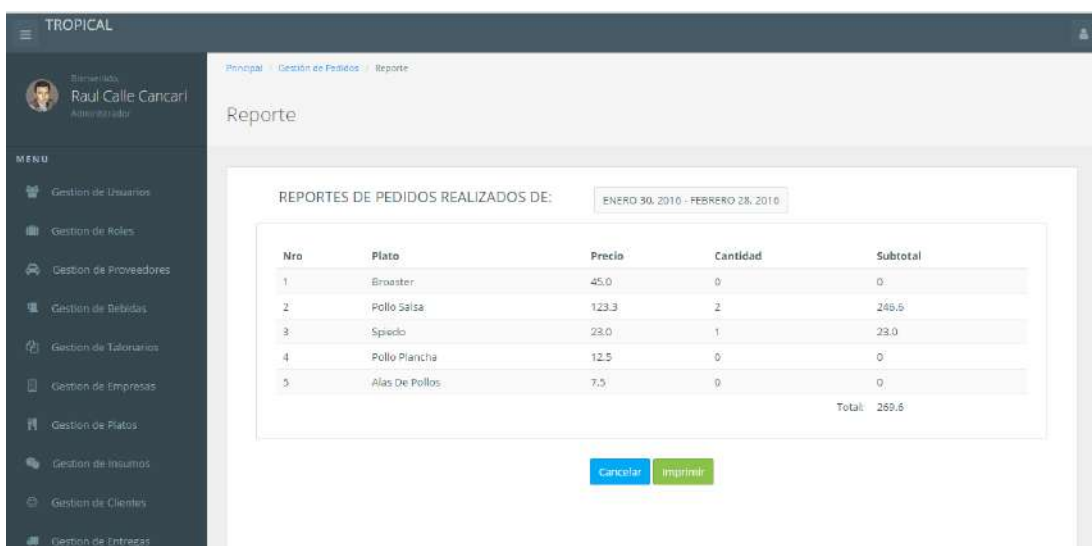 TROPICAL
Bienvenido,
Raul Calle Cancari
Administrador
MENU
Gestion de Usuarios
Gestion de Roles
Gestion de Proveedores
Gestion de Bebidas
Gestion de Talonarios
Gestion de Empresas
Gestion de Platos
Gestion de Insumos
Gestion de Clientes
Gestion de Entregas
Principal / Gestión de Pedidos / Reporte
Reporte
REPORTES DE PEDIDOS REALIZADOS DE: ENERO 30, 2016 - FEBRERO 28, 2016
Nro Plato Precio Cantidad Subtotal
1 Broaster 45.0 0 0
2 Pollo Salsa 123.3 2 246.6
3 Spiedo 23.0 1 23.0
4 Pollo Plancha 12.5 0 0
5 Alas De Pollos 7.5 0 0
Total: 269.6
Cancelar Imprimir